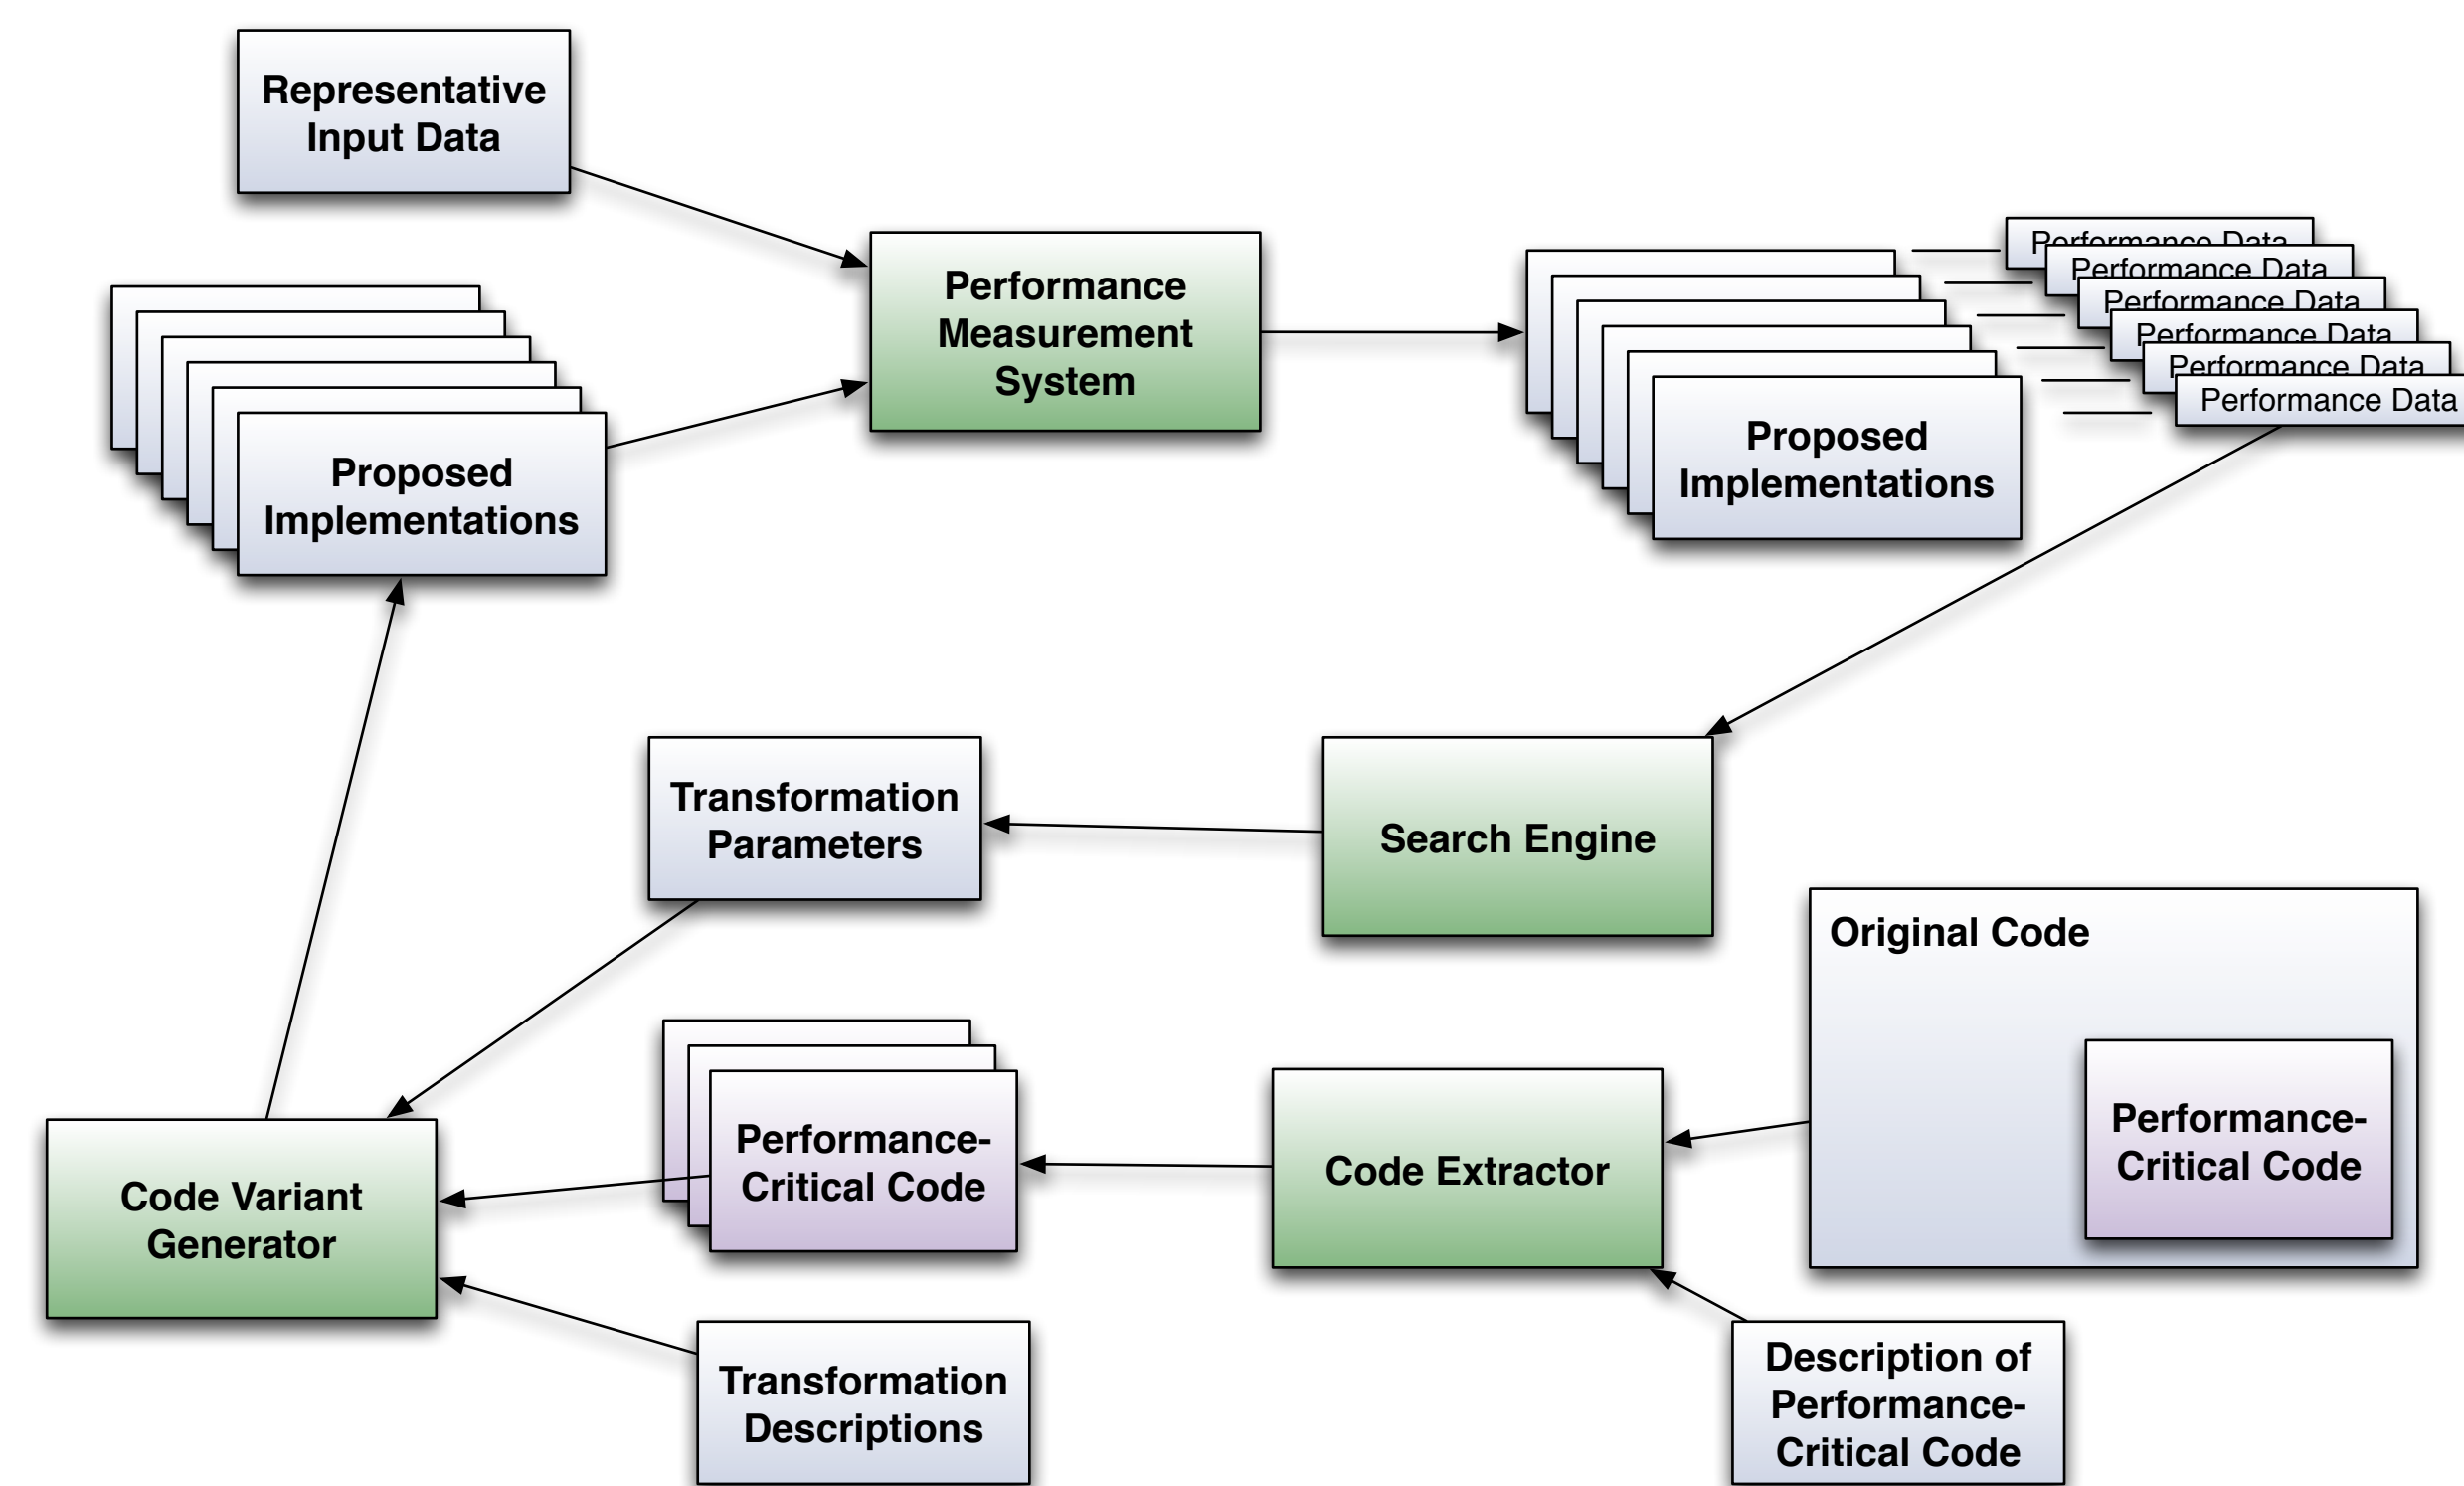 Representative
Input Data
Performance
Measurement
System
Proposed
Implementations
Performance Data
Performance Data
Performance Data
Performance Data
Performance Data
Performance Data
Proposed
Implementations
Transformation
Parameters
Search Engine
Original Code
Performance-
Critical Code
Code Extractor
Performance-
Critical Code
Code Variant
Generator
Transformation
Descriptions
Description of
Performance-
Critical Code